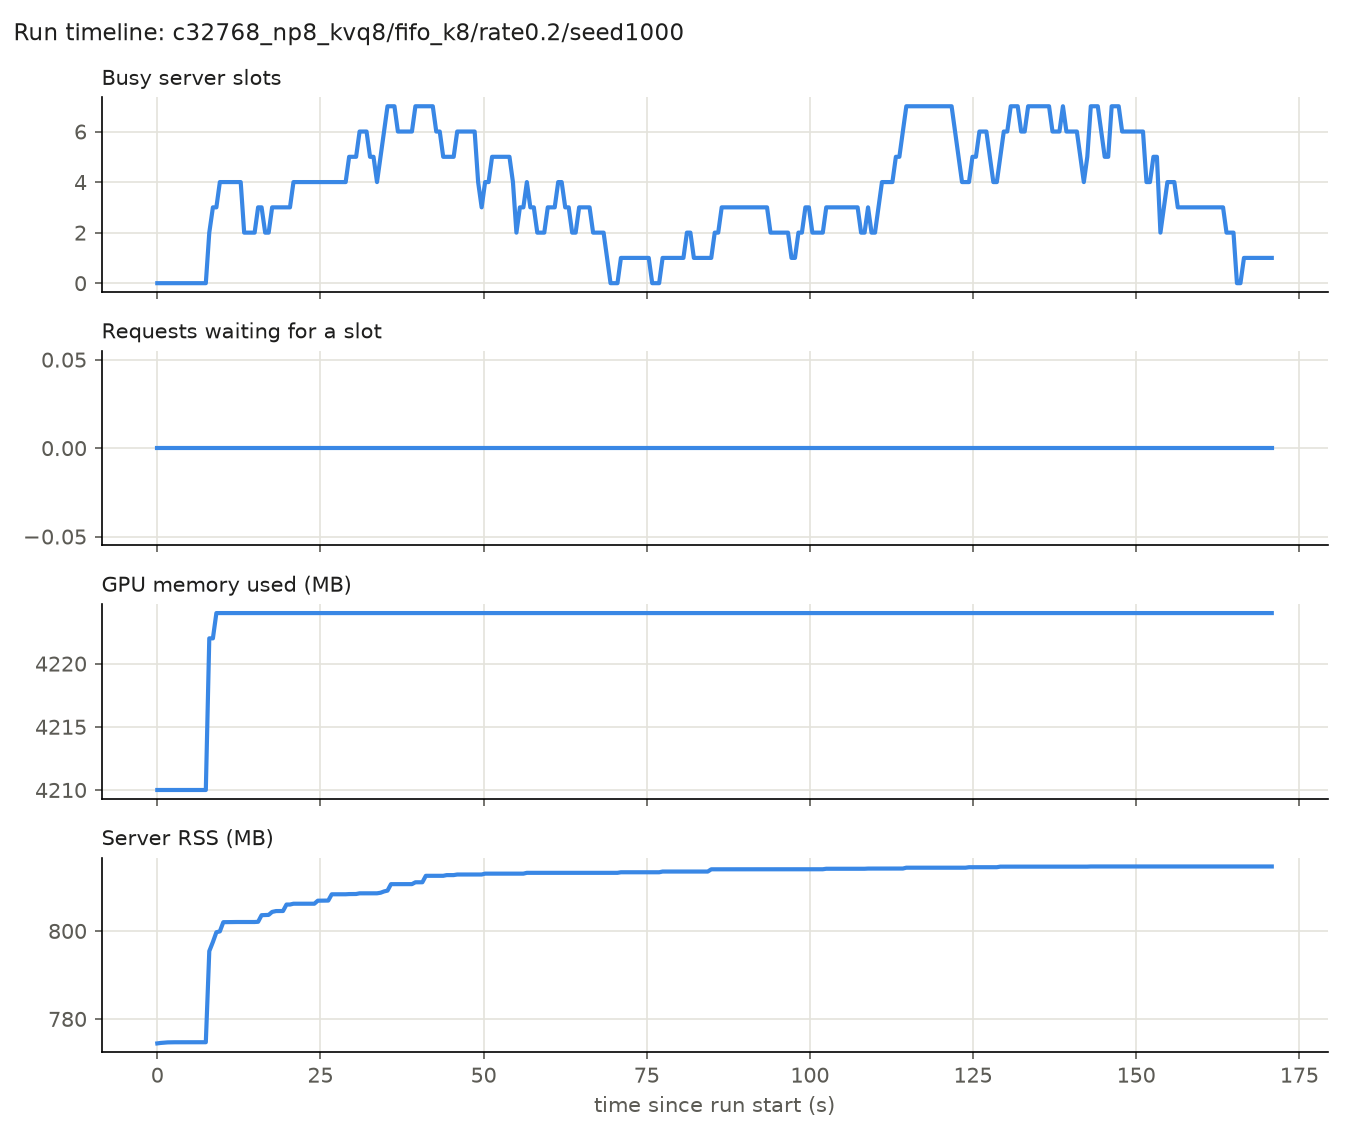 Run timeline: c32768_np8_kvq8/fifo_k8/rate0.2/seed1000
Busy server slots
6
4
2
0
Requests waiting for a slot
0.05
0.00
−0.05
GPU memory used (MB)
4220
4215
4210
Server RSS (MB)
800
780
0 25 50 75 100 125 150 175
time since run start (s)